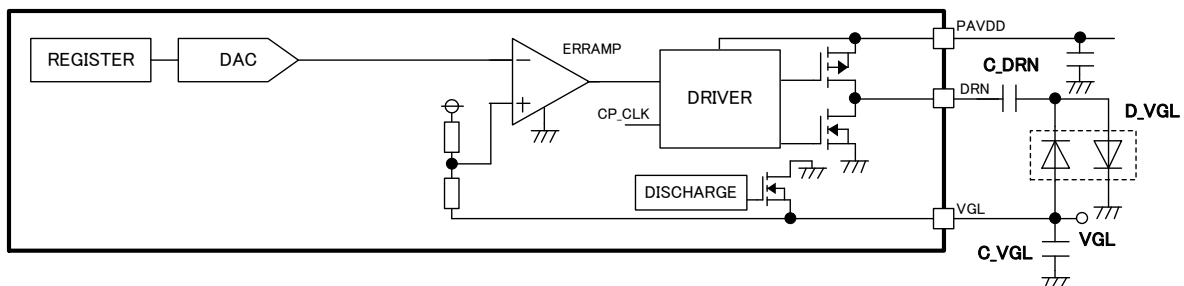 PAVDD
REGISTER
DAC
ERRAMP
−
+
DRIVER
CP_CLK
C_DRN
DRN
D_VGL
DISCHARGE
VGL
VGL
C_VGL